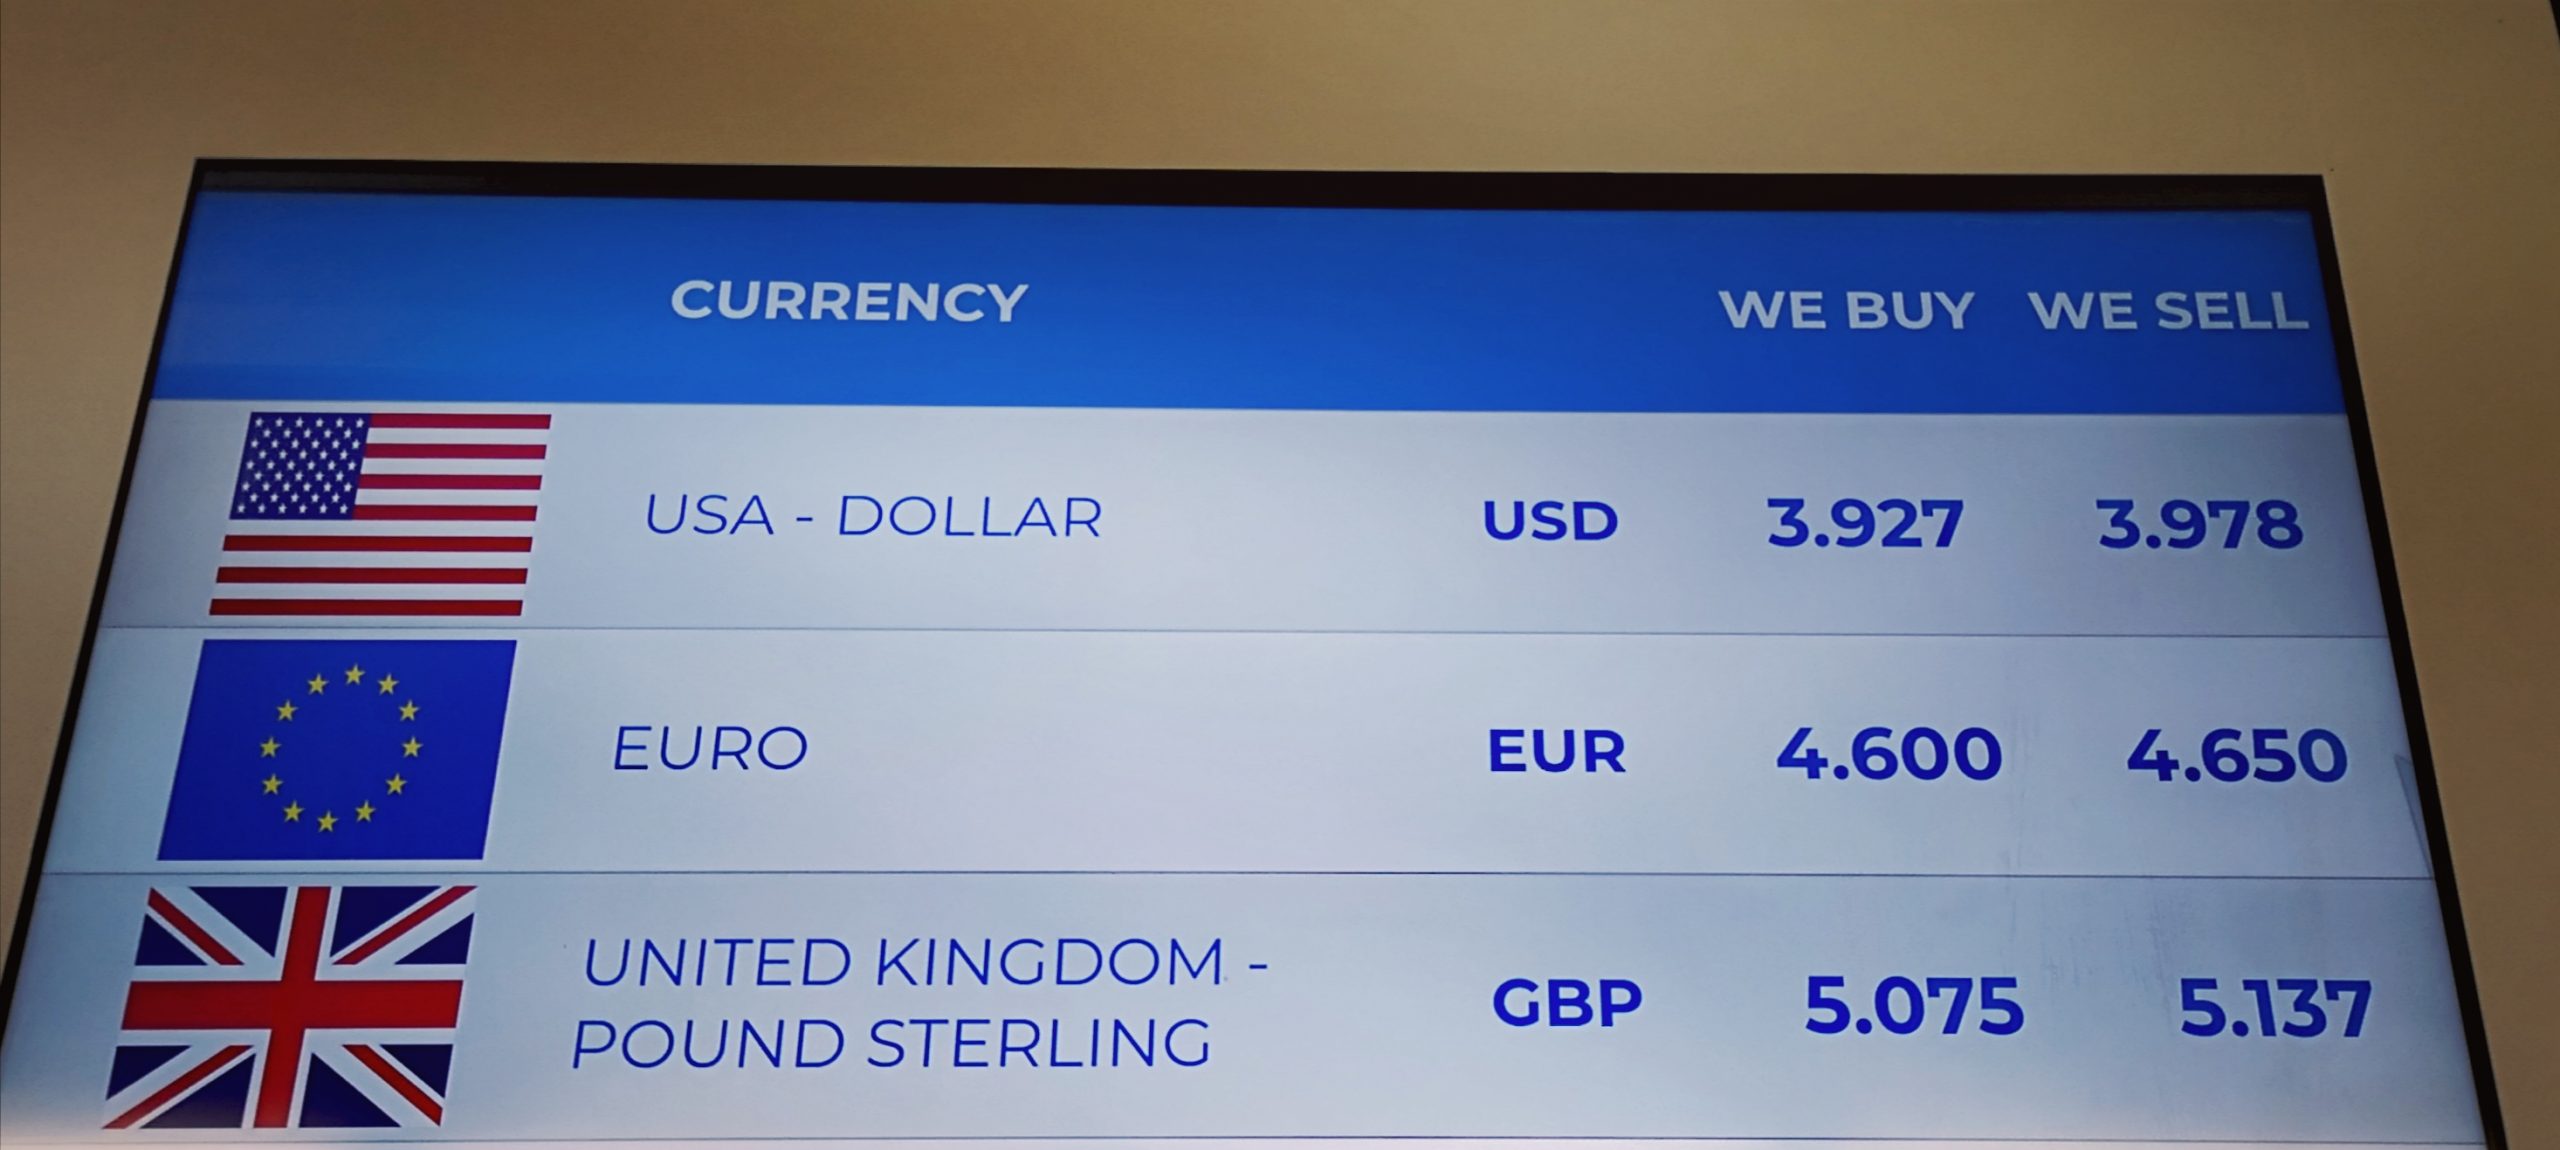 CURRENCY WE BUY WE SELL
USA - DOLLAR USD 3.927 3.978
EURO EUR 4.600 4.650
UNITED KINGDOM -
POUND STERLING GBP 5.075 5.137